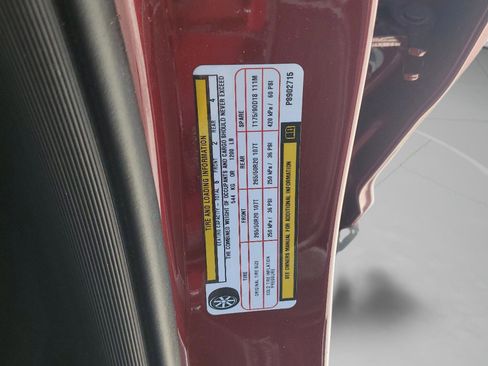 TIRE AND LOADING INFORMATION
SEATING CAPACITY - TOTAL 6 FRONT 2 REAR 4
THE COMBINED WEIGHT OF OCCUPANTS AND CARGO SHOULD NEVER EXCEED
544 KG OR 1200 LB
TIRE FRONT REAR SPARE
ORIGINAL TIRE SIZE 265/50R20 107T 265/50R20 107T T175/90D18 111M
COLD TIRE INFLATION PRESSURE 250 kPa / 36 PSI 250 kPa / 36 PSI 420 kPa / 60 PSI
SEE OWNERS MANUAL FOR ADDITIONAL INFORMATION
P8902715